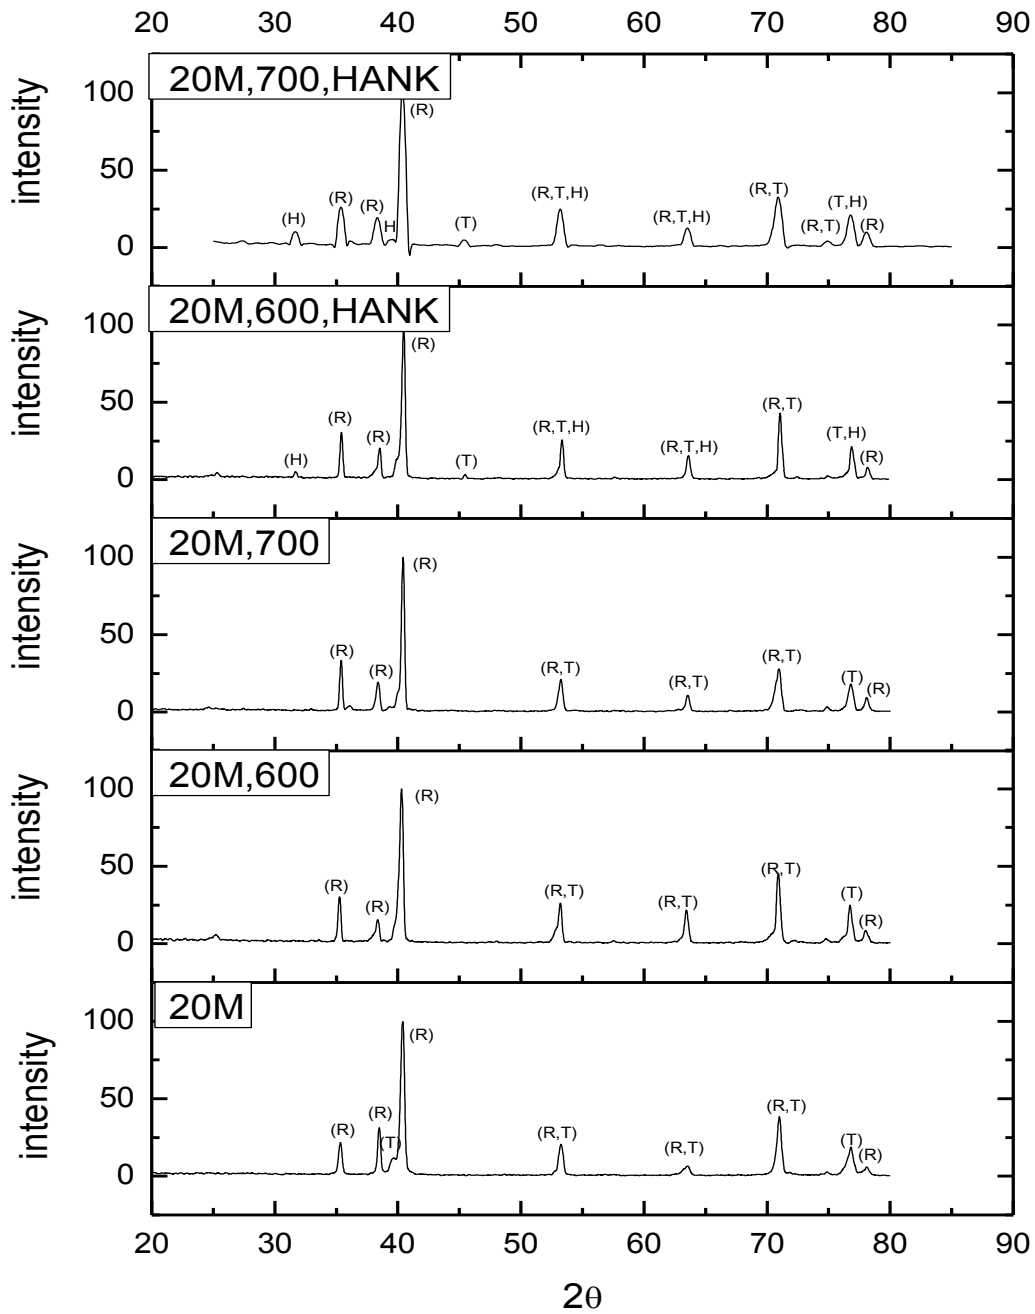 20 30 40 50 60 70 80 90
20M,700,HANK
intensity
100
50
0
(H) (R) (R) H (R) (T) (R,T,H) (R,T,H) (R,T) (R,T) (T,H) (R)
20M,600,HANK
intensity
100
50
0
(H) (R) (R) (R) (T) (R,T,H) (R,T,H) (R,T) (T,H) (R)
20M,700
intensity
100
50
0
(R) (R) (R) (R,T) (R,T) (R,T) (T) (R)
20M,600
intensity
100
50
0
(R) (R) (R) (R,T) (R,T) (R,T) (T) (R)
20M
intensity
100
50
0
(R) (R) (T) (R) (R,T) (R,T) (R,T) (T) (R)
20 30 40 50 60 70 80 90
2θ